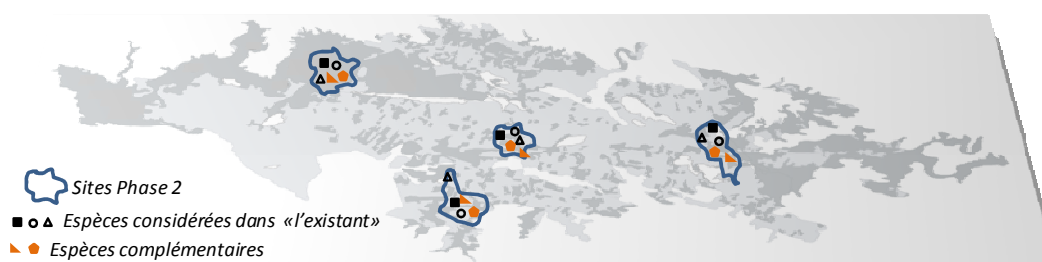 Sites Phase 2
Espèces considérées dans «l’existant»
Espèces complémentaires